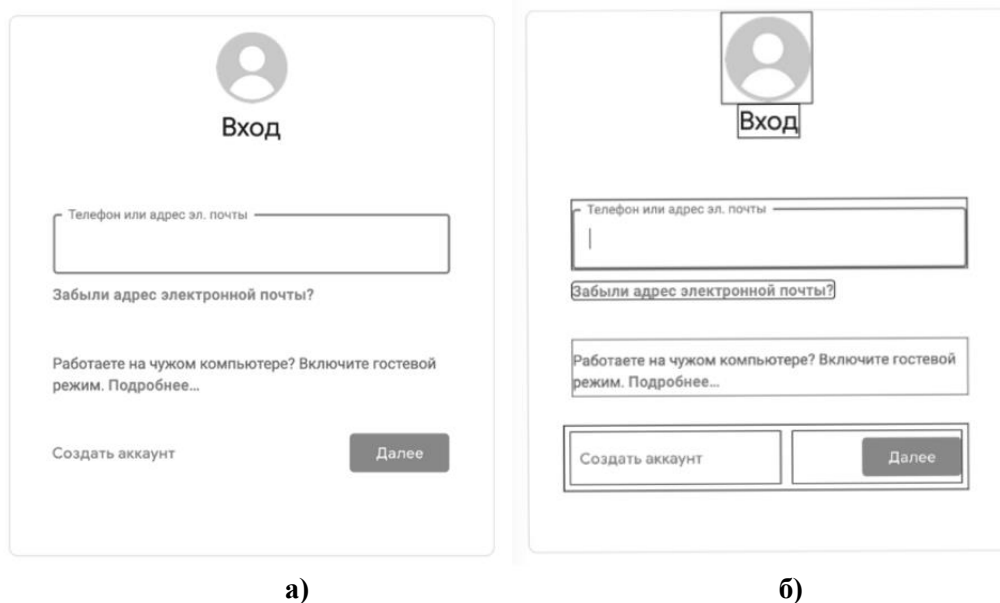 Вход
Телефон или адрес эл. почты
Забыли адрес электронной почты?
Работаете на чужом компьютере? Включите гостевой
режим. Подробнее...
Создать аккаунт
Далее
а)
Вход
Телефон или адрес эл. почты
Забыли адрес электронной почты?
Работаете на чужом компьютере? Включите гостевой
режим. Подробнее...
Создать аккаунт
Далее
б)